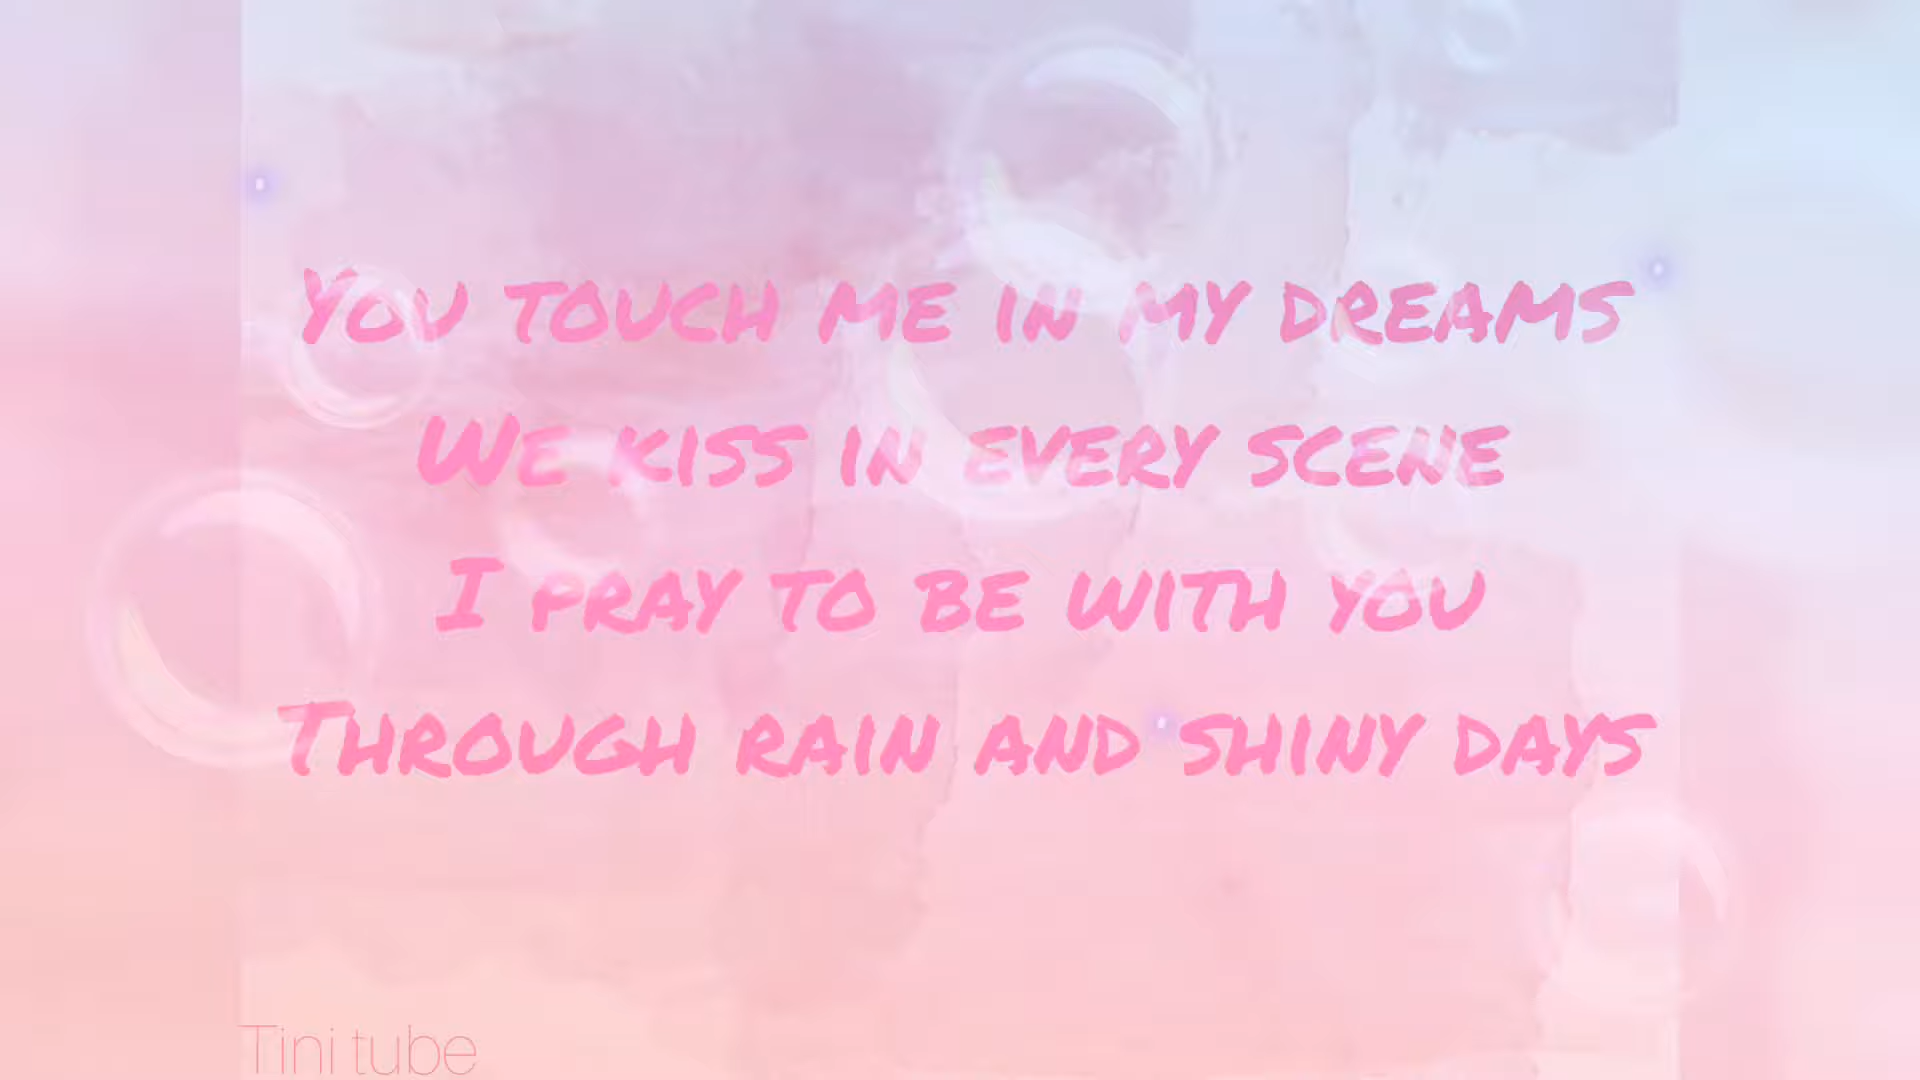 You touch me in my dreams
We kiss in every scene
I pray to be with you
Through rain and shiny days
Tini tube